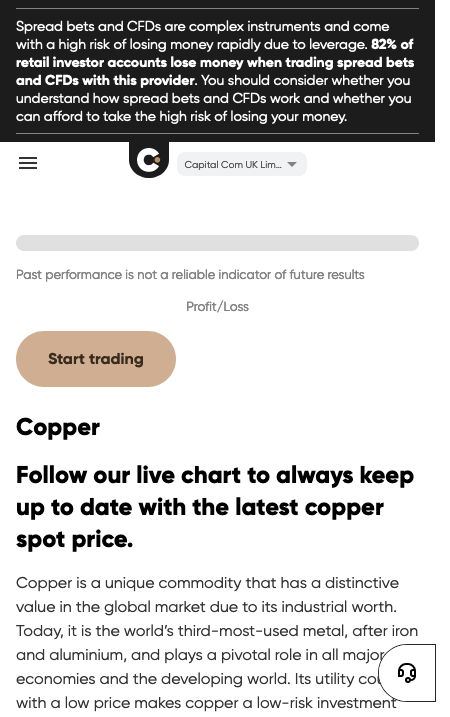 Spread bets and CFDs are complex instruments and come
with a high risk of losing money rapidly due to leverage. 82% of
retail investor accounts lose money when trading spread bets
and CFDs with this provider. You should consider whether you
understand how spread bets and CFDs work and whether you
can afford to take the high risk of losing your money.
Capital Com UK Lim...
Past performance is not a reliable indicator of future results
Profit/Loss
Start trading
Copper
Follow our live chart to always keep
up to date with the latest copper
spot price.
Copper is a unique commodity that has a distinctive
value in the global market due to its industrial worth.
Today, it is the world's third-most-used metal, after iron
and aluminium, and plays a pivotal role in all major
economies and the developing world. Its utility
with a low price makes copper a low-risk investment